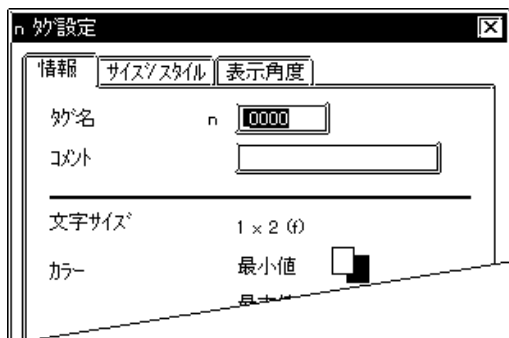 n ﾀｸﾞ設定
情報 ｻｲｽﾞ/ｽﾀｲﾙ 表示角度
ﾀｸﾞ名 n 0000
ｺﾒﾝﾄ
文字ｻｲｽﾞ 1 × 2 (f)
ｶﾗｰ 最小値